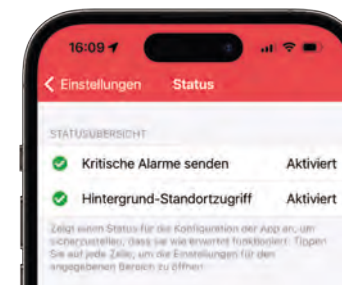 16:09
Einstellungen Status
STATUSÜBERSICHT
Kritische Alarme senden Aktiviert
Hintergrund-Standortzugriff Aktiviert
Zeigt einen Status für die Konfiguration der App an, um
sicherzustellen, dass sie wie erwartet funktioniert. Tippen
Sie auf jede Zeile, um die Einstellungen für den
angegebenen Bereich zu öffnen.